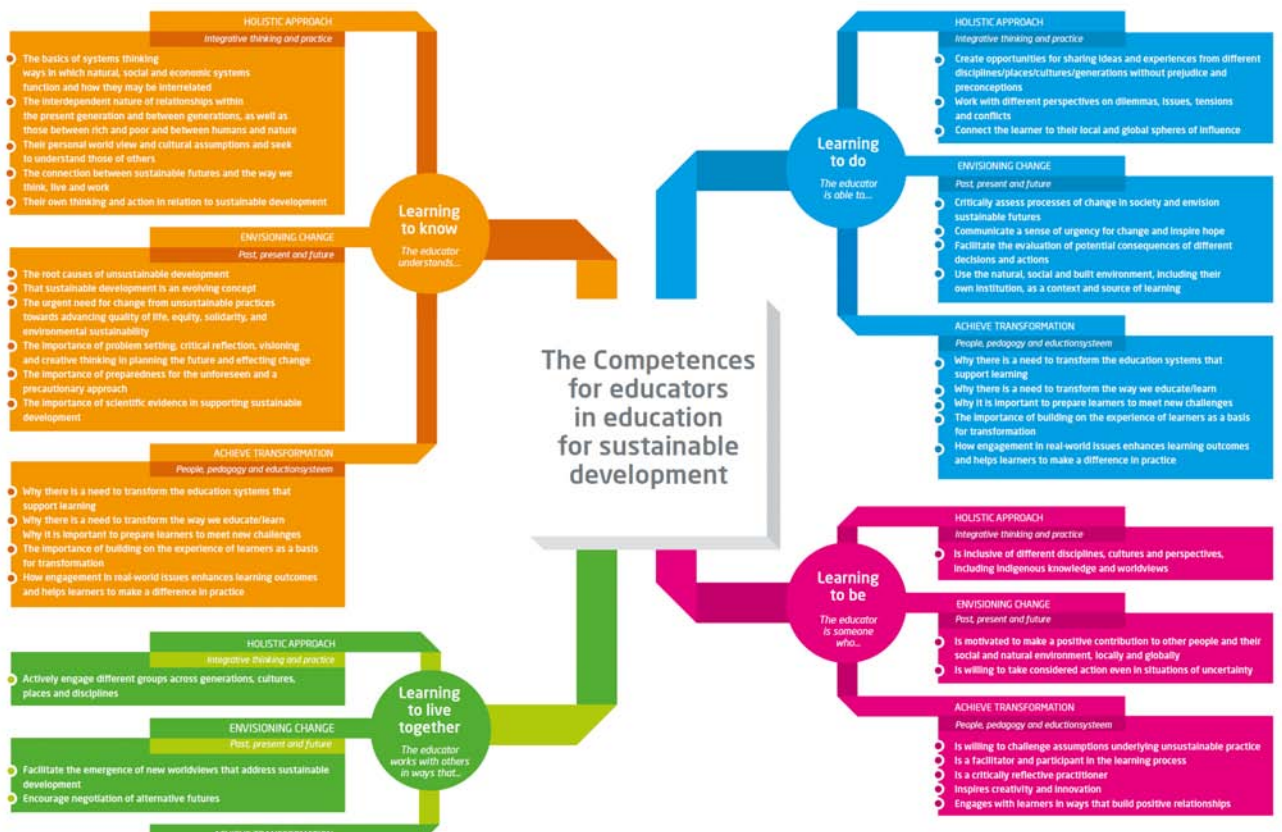 HOLISTIC APPROACH
Integrative thinking and practice
The basics of systems thinking
ways in which natural, social and economic systems
function and how they may be interrelated
The interdependent nature of relationships within
the present generation and between generations, as well as
those between rich and poor and between humans and nature
Their personal world view and cultural assumptions and seek
to understand those of others
The connection between sustainable futures and the way we
think, live and work
Their own thinking and action in relation to sustainable development
ENVISIONING CHANGE
Past, present and future
The root causes of unsustainable development
That sustainable development is an evolving concept
The urgent need for change from unsustainable practices
towards advancing quality of life, equity, solidarity, and
environmental sustainability
The importance of problem setting, critical reflection, visioning
and creative thinking in planning the future and effecting change
The importance of preparedness for the unforeseen and a
precautionary approach
The importance of scientific evidence in supporting sustainable
development
ACHIEVE TRANSFORMATION
People, pedagogy and eductionsysteem
Why there is a need to transform the education systems that
support learning
Why there is a need to transform the way we educate/learn
Why it is important to prepare learners to meet new challenges
The importance of building on the experience of learners as a basis
for transformation
How engagement in real-world issues enhances learning outcomes
and helps learners to make a difference in practice
Learning
to know
The educator
understands...
HOLISTIC APPROACH
Integrative thinking and practice
Actively engage different groups across generations, cultures,
places and disciplines
ENVISIONING CHANGE
Past, present and future
Facilitate the emergence of new worldviews that address sustainable
development
Encourage negotiation of alternative futures
ACHIEVE TRANSFORMATION
Learning
to live
together
The educator
works with others
in ways that...
The Competences
for educators
in education
for sustainable
development
Learning
to do
The educator
is able to...
HOLISTIC APPROACH
Integrative thinking and practice
Create opportunities for sharing ideas and experiences from different
disciplines/places/cultures/generations without prejudice and
preconceptions
Work with different perspectives on dilemmas, issues, tensions
and conflicts
Connect the learner to their local and global spheres of influence
ENVISIONING CHANGE
Past, present and future
Critically assess processes of change in society and envision
sustainable futures
Communicate a sense of urgency for change and inspire hope
Facilitate the evaluation of potential consequences of different
decisions and actions
Use the natural, social and built environment, including their
own institution, as a context and source of learning
ACHIEVE TRANSFORMATION
People, pedagogy and eductionsysteem
Why there is a need to transform the education systems that
support learning
Why there is a need to transform the way we educate/learn
Why it is important to prepare learners to meet new challenges
The importance of building on the experience of learners as a basis
for transformation
How engagement in real-world issues enhances learning outcomes
and helps learners to make a difference in practice
Learning
to be
The educator
is someone
who...
HOLISTIC APPROACH
Integrative thinking and practice
Is inclusive of different disciplines, cultures and perspectives,
including indigenous knowledge and worldviews
ENVISIONING CHANGE
Past, present and future
Is motivated to make a positive contribution to other people and their
social and natural environment, locally and globally
Is willing to take considered action even in situations of uncertainty
ACHIEVE TRANSFORMATION
People, pedagogy and eductionsysteem
Is willing to challenge assumptions underlying unsustainable practice
Is a facilitator and participant in the learning process
Is a critically reflective practitioner
Inspires creativity and innovation
Engages with learners in ways that build positive relationships